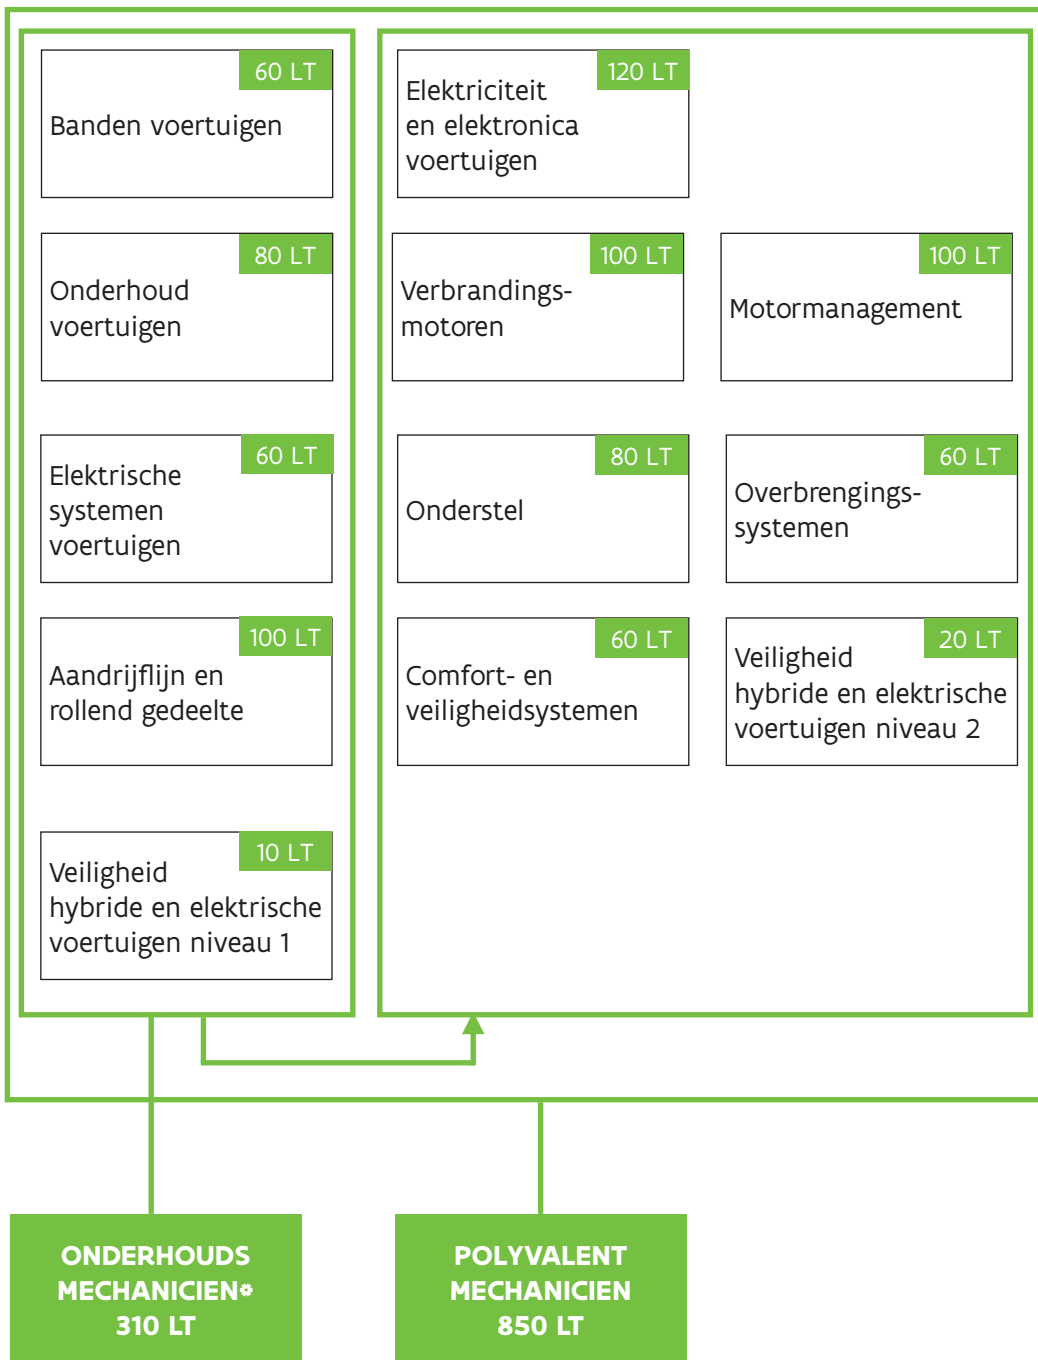 60 LT
Banden voertuigen
80 LT
Onderhoud
voertuigen
60 LT
Elektrische
systemen
voertuigen
100 LT
Aandrijflijn en
rollend gedeelte
10 LT
Veiligheid
hybride en elektrische
voertuigen niveau 1
120 LT
Elektriciteit
en elektronica
voertuigen
100 LT
Verbrandings-
motoren
100 LT
Motormanagement
80 LT
Onderstel
60 LT
Overbrengings-
systemen
60 LT
Comfort- en
veiligheidsystemen
20 LT
Veiligheid
hybride en elektrische
voertuigen niveau 2
ONDERHOUDS
MECHANICIEN*
310 LT
POLYVALENT
MECHANICIEN
850 LT